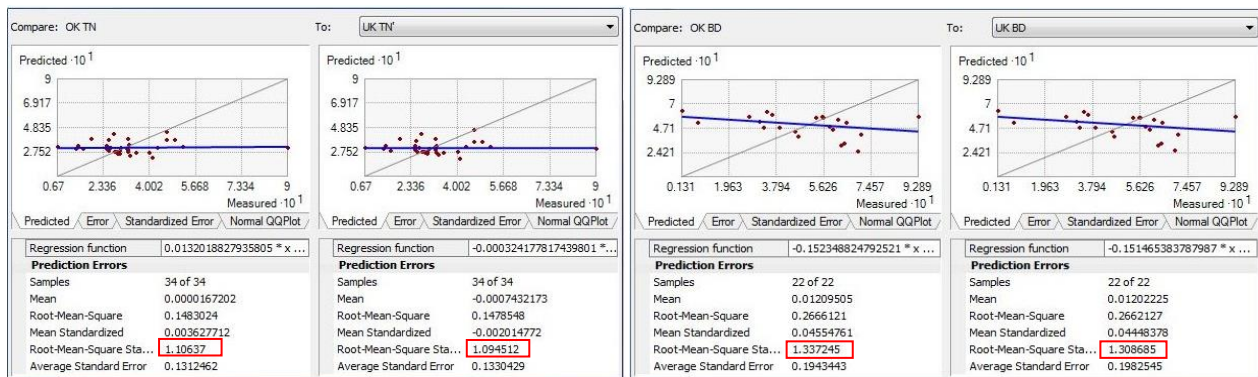 Compare: OK TN To: UK TN'
Predicted ·10 1
9
6.917
4.835
2.752
0.67 2.336 4.002 5.668 7.334 9
Measured ·10 1
Predicted Error Standardized Error Normal QQPlot
Regression function 0.0132018827935805 * x ...
Prediction Errors
Samples 34 of 34
Mean 0.0000167202
Root-Mean-Square 0.1483024
Mean Standardized 0.003627712
Root-Mean-Square Sta... 1.10637
Average Standard Error 0.1312462
Predicted ·10 1
9
6.917
4.835
2.752
0.67 2.336 4.002 5.668 7.334 9
Measured ·10 1
Predicted Error Standardized Error Normal QQPlot
Regression function -0.000324177817439801 *...
Prediction Errors
Samples 34 of 34
Mean -0.0007432173
Root-Mean-Square 0.1478548
Mean Standardized -0.002014772
Root-Mean-Square Sta... 1.094512
Average Standard Error 0.1330429
Compare: OK BD To: UK BD
Predicted ·10 1
9.289
7
4.71
2.421
0.131 1.963 3.794 5.626 7.457 9.289
Measured ·10 1
Predicted Error Standardized Error Normal QQPlot
Regression function -0.152348824792521 * x ...
Prediction Errors
Samples 22 of 22
Mean 0.01209505
Root-Mean-Square 0.2666121
Mean Standardized 0.04554761
Root-Mean-Square Sta... 1.337245
Average Standard Error 0.1943443
Predicted ·10 1
9.289
7
4.71
2.421
0.131 1.963 3.794 5.626 7.457 9.289
Measured ·10 1
Predicted Error Standardized Error Normal QQPlot
Regression function -0.151465383787987 * x ...
Prediction Errors
Samples 22 of 22
Mean 0.01202225
Root-Mean-Square 0.2662127
Mean Standardized 0.04448378
Root-Mean-Square Sta... 1.308685
Average Standard Error 0.1982545